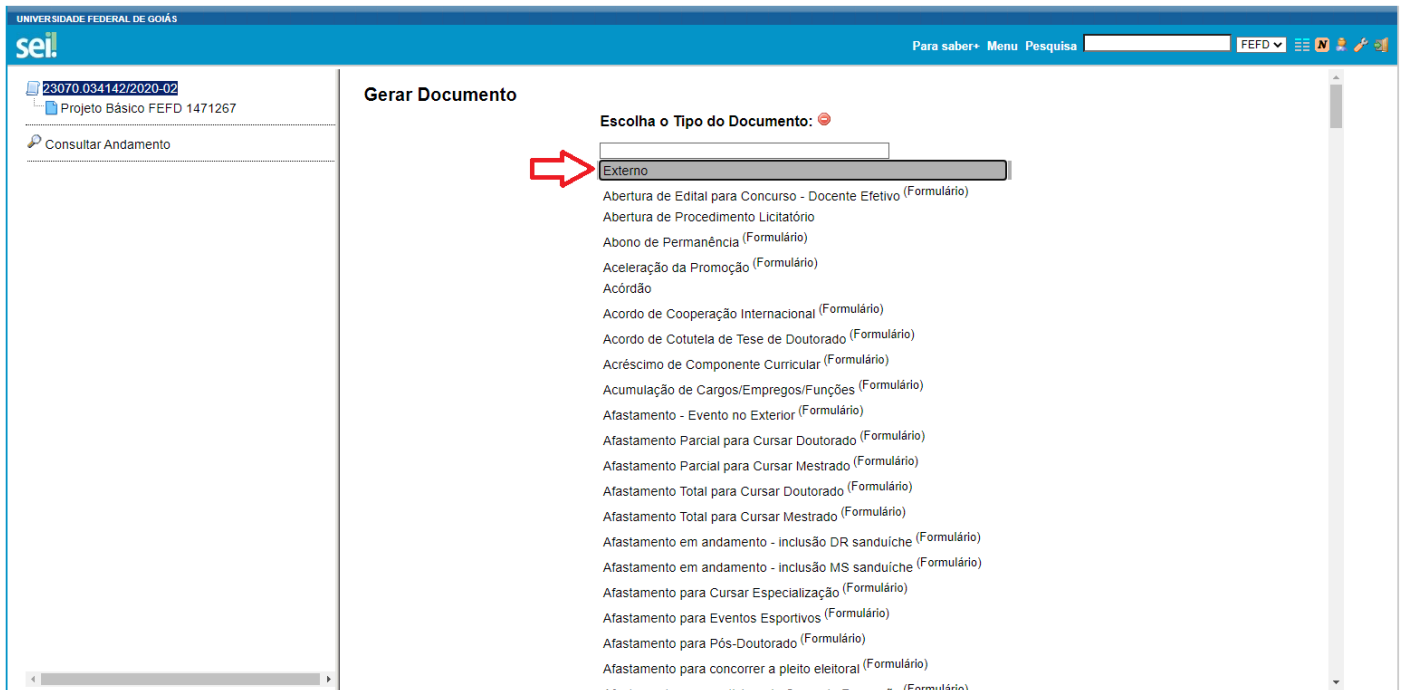 UNIVERSIDADE FEDERAL DE GOIÁS
sei!
Para saber+ Menu Pesquisa FEFD N
23070.034142/2020-02
Projeto Básico FEFD 1471267
Consultar Andamento
Gerar Documento
Escolha o Tipo do Documento:
Externo
Abertura de Edital para Concurso - Docente Efetivo (Formulário)
Abertura de Procedimento Licitatório
Abono de Permanência (Formulário)
Aceleração da Promoção (Formulário)
Acórdão
Acordo de Cooperação Internacional (Formulário)
Acordo de Cotutela de Tese de Doutorado (Formulário)
Acréscimo de Componente Curricular (Formulário)
Acumulação de Cargos/Empregos/Funções (Formulário)
Afastamento - Evento no Exterior (Formulário)
Afastamento Parcial para Cursar Doutorado (Formulário)
Afastamento Parcial para Cursar Mestrado (Formulário)
Afastamento Total para Cursar Doutorado (Formulário)
Afastamento Total para Cursar Mestrado (Formulário)
Afastamento em andamento - inclusão DR sanduíche (Formulário)
Afastamento em andamento - inclusão MS sanduíche (Formulário)
Afastamento para Cursar Especialização (Formulário)
Afastamento para Eventos Esportivos (Formulário)
Afastamento para Pós-Doutorado (Formulário)
Afastamento para concorrer a pleito eleitoral (Formulário)
(Formulário)